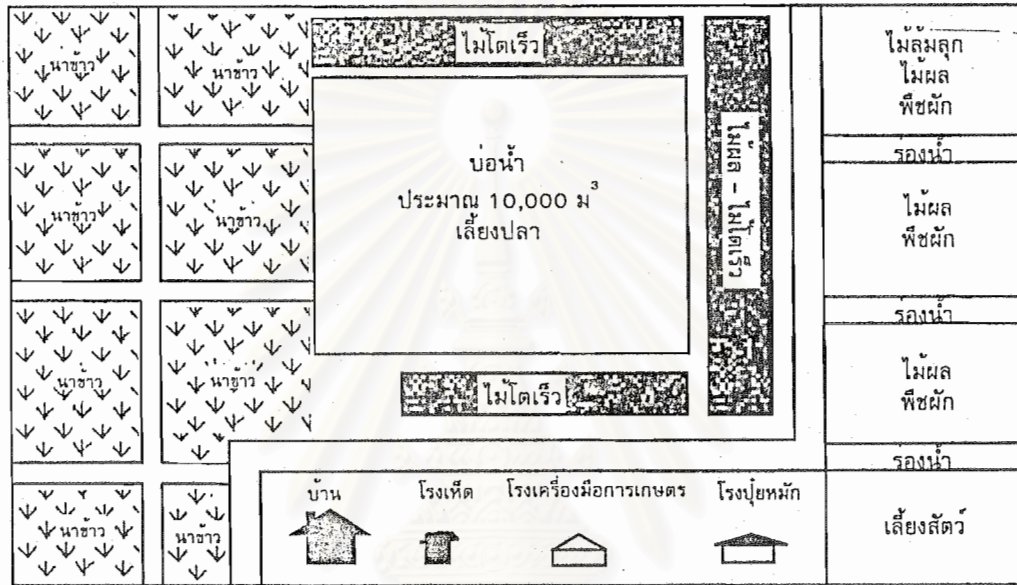 นาข้าว
นาข้าว
ไม้โตเร็ว
ไม้ล้มลุก
ไม้ผล
พืชผัก
ร่องน้ำ
บ่อน้ำ
ประมาณ 10,000 ม³
เลี้ยงปลา
ไม้ผล - ไม้โตเร็ว
นาข้าว
นาข้าว
ไม้ผล
พืชผัก
ร่องน้ำ
นาข้าว
นาข้าว
ไม้โตเร็ว
ไม้ผล
พืชผัก
ร่องน้ำ
นาข้าว
นาข้าว
บ้าน
โรงเห็ด
โรงเครื่องมือการเกษตร
โรงปุ๋ยหมัก
เลี้ยงสัตว์